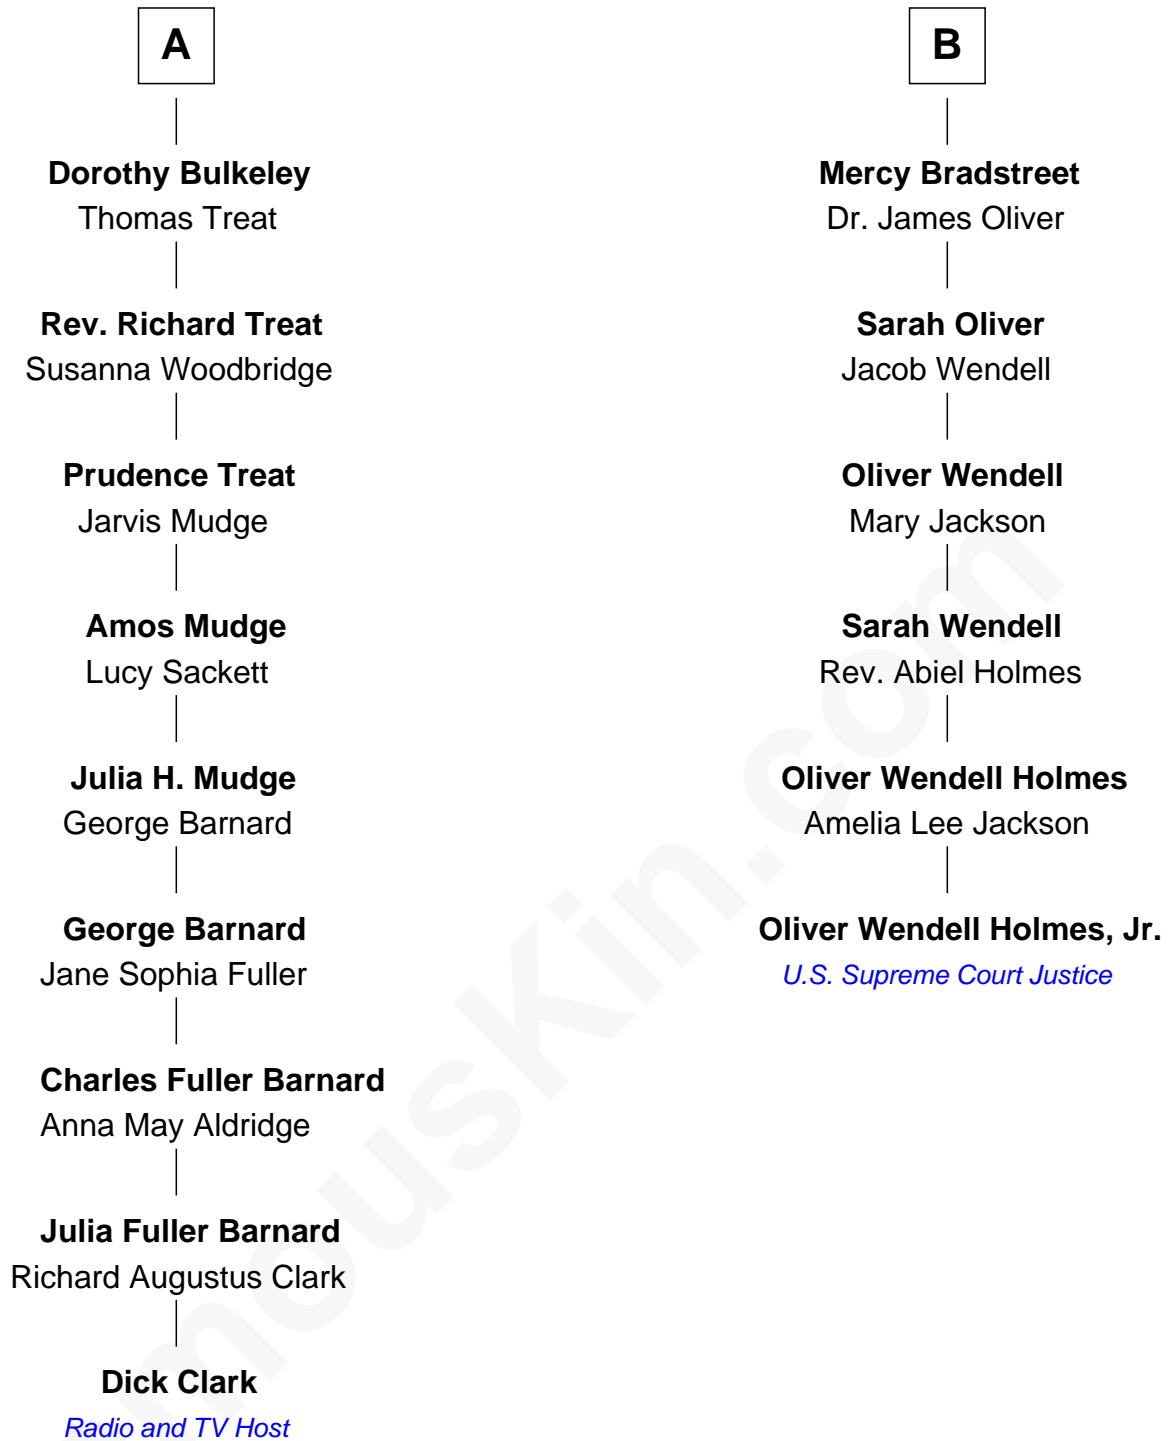 A
Dorothy Bulkeley
Thomas Treat
Rev. Richard Treat
Susanna Woodbridge
Prudence Treat
Jarvis Mudge
Amos Mudge
Lucy Sackett
Julia H. Mudge
George Barnard
George Barnard
Jane Sophia Fuller
Charles Fuller Barnard
Anna May Aldridge
Julia Fuller Barnard
Richard Augustus Clark
Dick Clark
Radio and TV Host
B
Mercy Bradstreet
Dr. James Oliver
Sarah Oliver
Jacob Wendell
Oliver Wendell
Mary Jackson
Sarah Wendell
Rev. Abiel Holmes
Oliver Wendell Holmes
Amelia Lee Jackson
Oliver Wendell Holmes, Jr.
U.S. Supreme Court Justice
mousKin.com